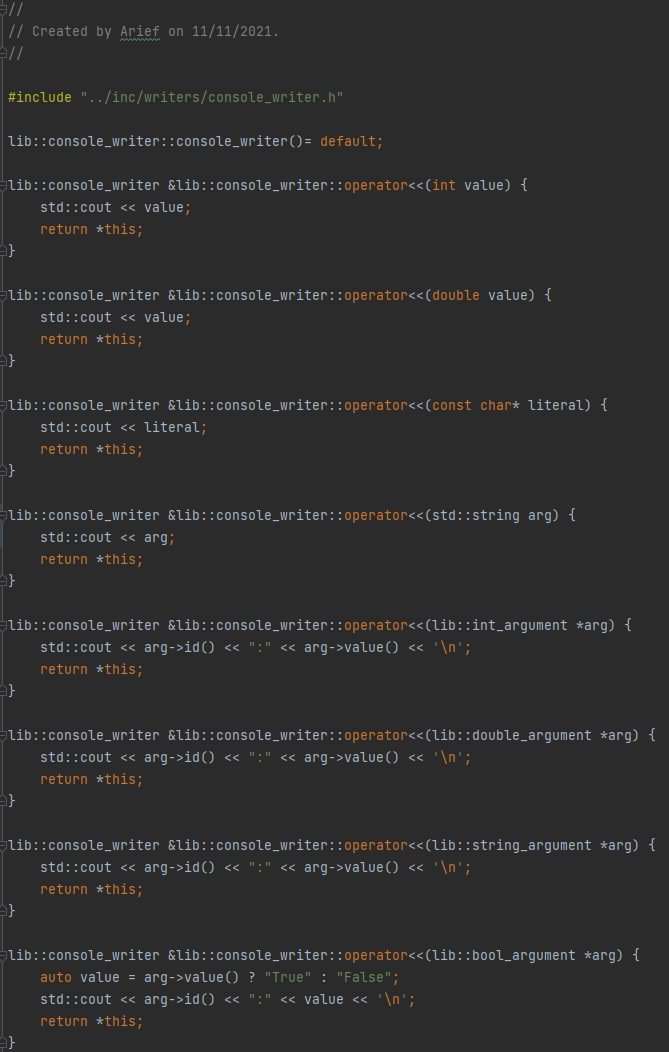 //
// Created by Arief on 11/11/2021.
//
#include "../inc/writers/console_writer.h"
lib::console_writer::console_writer()= default;
lib::console_writer &lib::console_writer::operator<<(int value) {
    std::cout << value;
    return *this;
}
lib::console_writer &lib::console_writer::operator<<(double value) {
    std::cout << value;
    return *this;
}
lib::console_writer &lib::console_writer::operator<<(const char* literal) {
    std::cout << literal;
    return *this;
}
lib::console_writer &lib::console_writer::operator<<(std::string arg) {
    std::cout << arg;
    return *this;
}
lib::console_writer &lib::console_writer::operator<<(lib::int_argument *arg) {
    std::cout << arg->id() << ":" << arg->value() << '\n';
    return *this;
}
lib::console_writer &lib::console_writer::operator<<(lib::double_argument *arg) {
    std::cout << arg->id() << ":" << arg->value() << '\n';
    return *this;
}
lib::console_writer &lib::console_writer::operator<<(lib::string_argument *arg) {
    std::cout << arg->id() << ":" << arg->value() << '\n';
    return *this;
}
lib::console_writer &lib::console_writer::operator<<(lib::bool_argument *arg) {
    auto value = arg->value() ? "True" : "False";
    std::cout << arg->id() << ":" << value << '\n';
    return *this;
}